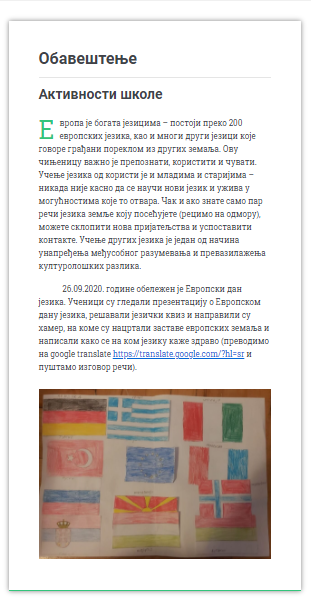 Обавештење
Активности школе
Европа је богата језицима – постоји преко 200
европских језика, као и многи други језици које
говоре грађани пореклом из других земаља. Ову
чињеницу важно је препознати, користити и чувати.
Учење језика од користи је и младима и старијима –
никада није касно да се научи нови језик и ужива у
могућностима које то отвара. Чак и ако знате само пар
речи језика земље коју посећујете (рецимо на одмору),
можете склопити нова пријатељства и успоставити
контакте. Учење других језика је један од начина
унапређења међусобног разумевања и превазилажења
културолошких разлика.
26.09.2020. године обележен је Европски дан
језика. Ученици су гледали презентацију о Европском
дану језика, решавали језички квиз и направили су
хамер, на коме су нацртали заставе европских земаља и
написали како се на ком језику каже здраво (преводимо
на google translate https://translate.google.com/?hl=sr и
пуштамо изговор речи).